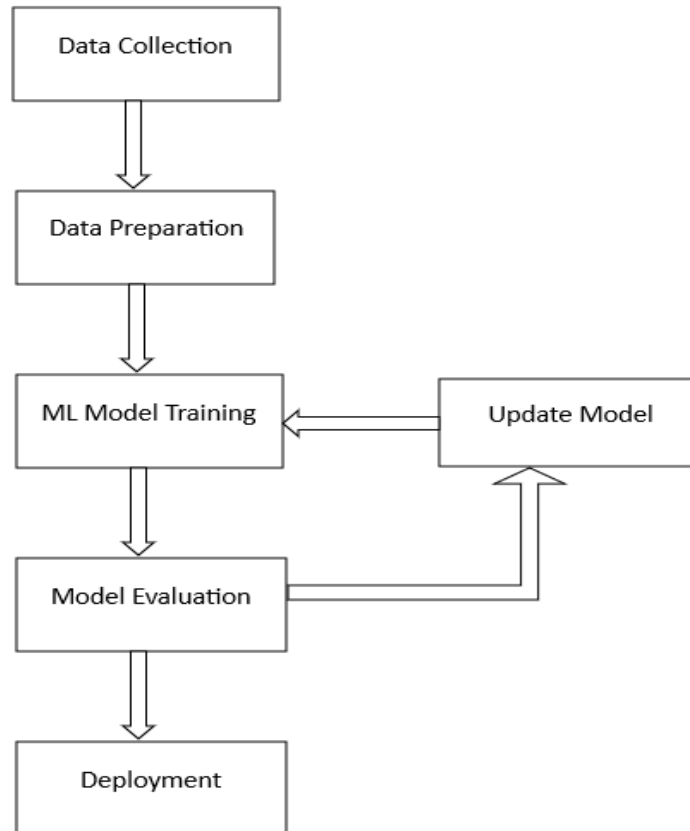 Data Collection
Data Preparation
ML Model Training
Update Model
Model Evaluation
Deployment